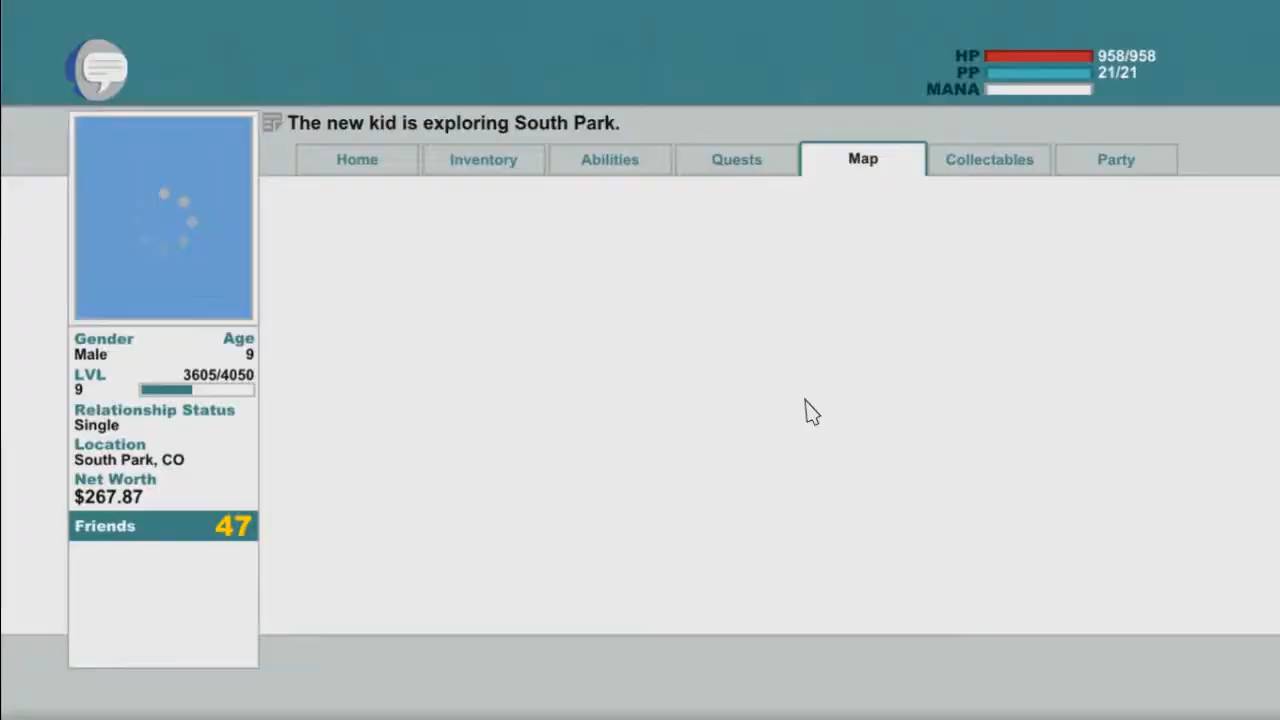 HP 958/958
PP 21/21
MANA
The new kid is exploring South Park.
Home Inventory Abilities Quests Map Collectables Party
Gender Age
Male 9
LVL 3605/4050
9
Relationship Status
Single
Location
South Park, CO
Net Worth
$267.87
Friends 47